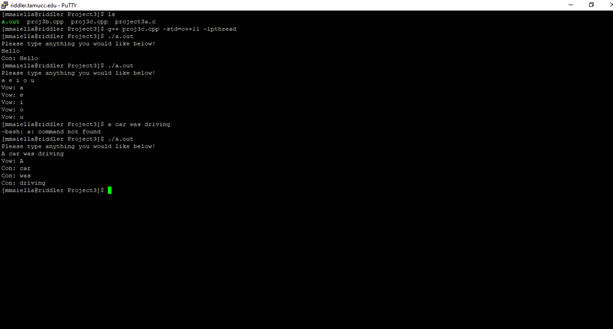 riddler.tamucc.edu - PuTTY
[mmaiella@riddler Project3]$ ls
a.out proj3b.cpp proj3c.cpp project3a.c
[mmaiella@riddler Project3]$ g++ proj3c.cpp -std=c++11 -lpthread
[mmaiella@riddler Project3]$ ./a.out
Please type anything you would like below!
Hello
Con: Hello
[mmaiella@riddler Project3]$ ./a.out
Please type anything you would like below!
a e i o u
Vow: a
Vow: e
Vow: i
Vow: o
Vow: u
[mmaiella@riddler Project3]$ a car was driving
-bash: a: command not found
[mmaiella@riddler Project3]$ ./a.out
Please type anything you would like below!
A car was driving
Vow: A
Con: car
Con: was
Con: driving
[mmaiella@riddler Project3]$